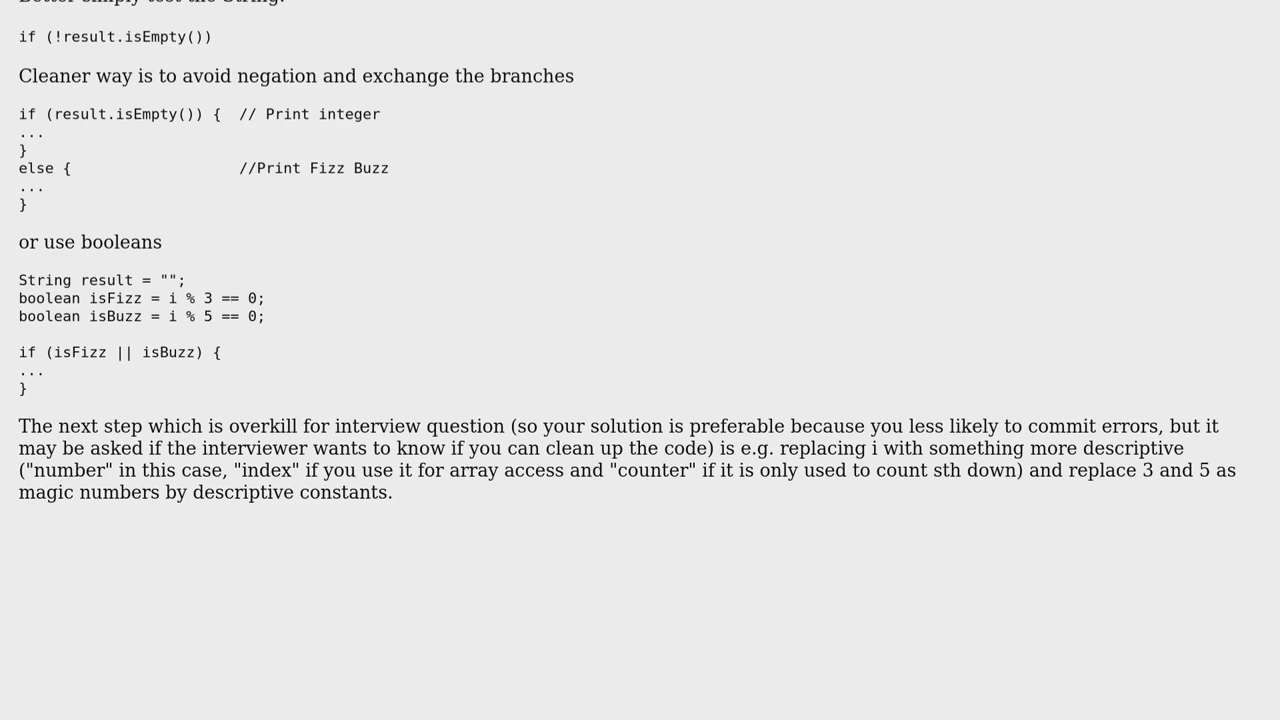 Better simply test the String:
if (!result.isEmpty())
Cleaner way is to avoid negation and exchange the branches
if (result.isEmpty()) {  // Print integer
...
}
else {                   //Print Fizz Buzz
...
}
or use booleans
String result = "";
boolean isFizz = i % 3 == 0;
boolean isBuzz = i % 5 == 0;
if (isFizz || isBuzz) {
...
}
The next step which is overkill for interview question (so your solution is preferable because you less likely to commit errors, but it
may be asked if the interviewer wants to know if you can clean up the code) is e.g. replacing i with something more descriptive
("number" in this case, "index" if you use it for array access and "counter" if it is only used to count sth down) and replace 3 and 5 as
magic numbers by descriptive constants.